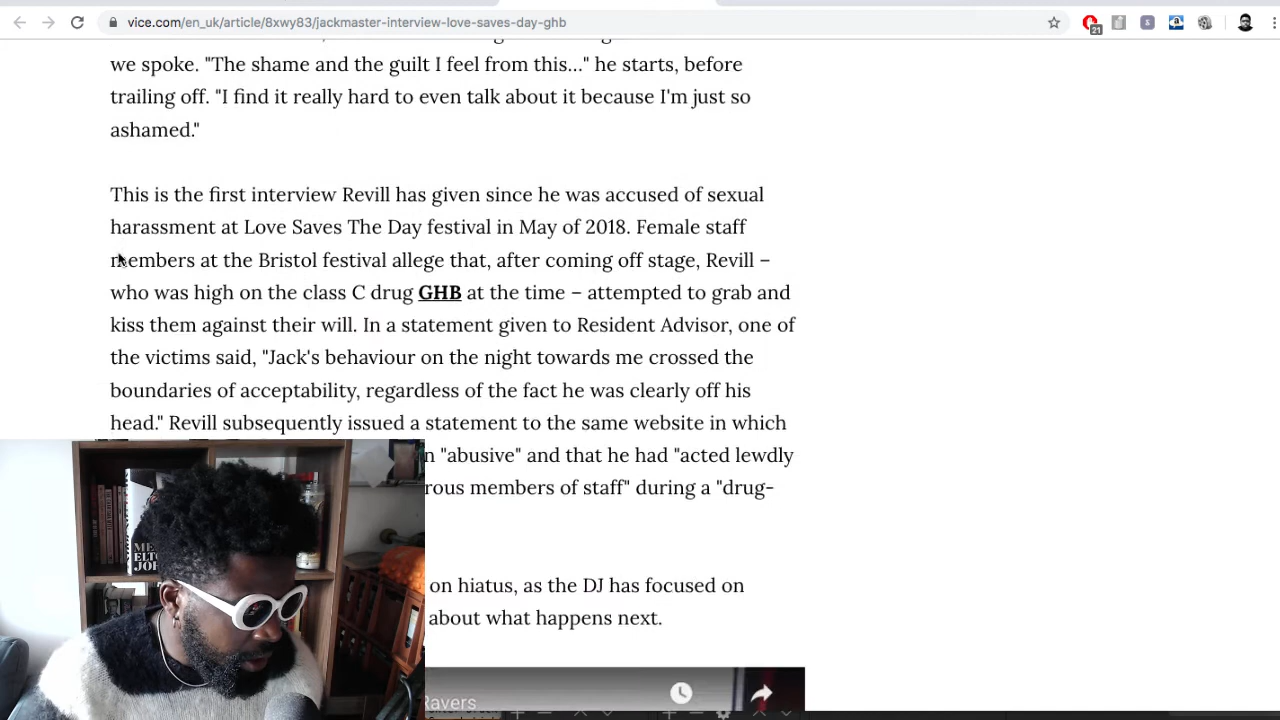 vice.com/en_uk/article/8xwy83/jackmaster-interview-love-saves-day-ghb
21
we spoke. "The shame and the guilt I feel from this…" he starts, before
trailing off. "I find it really hard to even talk about it because I'm just so
ashamed."
This is the first interview Revill has given since he was accused of sexual
harassment at Love Saves The Day festival in May of 2018. Female staff
members at the Bristol festival allege that, after coming off stage, Revill –
who was high on the class C drug GHB at the time – attempted to grab and
kiss them against their will. In a statement given to Resident Advisor, one of
the victims said, "Jack's behaviour on the night towards me crossed the
boundaries of acceptability, regardless of the fact he was clearly off his
head." Revill subsequently issued a statement to the same website in which
"abusive" and that he had "acted lewdly
members of staff" during a "drug-
on hiatus, as the DJ has focused on
about what happens next.
Ravers
ME
ELTON
JOHN